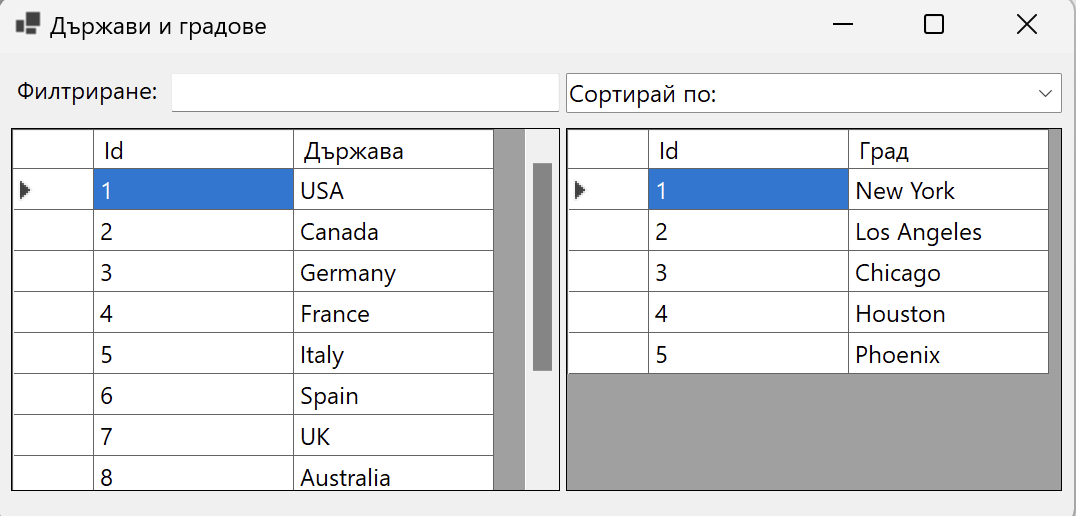 Държави и градове
Филтриране: Сортирай по:
Id Държава
1 USA
2 Canada
3 Germany
4 France
5 Italy
6 Spain
7 UK
8 Australia
Id Град
1 New York
2 Los Angeles
3 Chicago
4 Houston
5 Phoenix